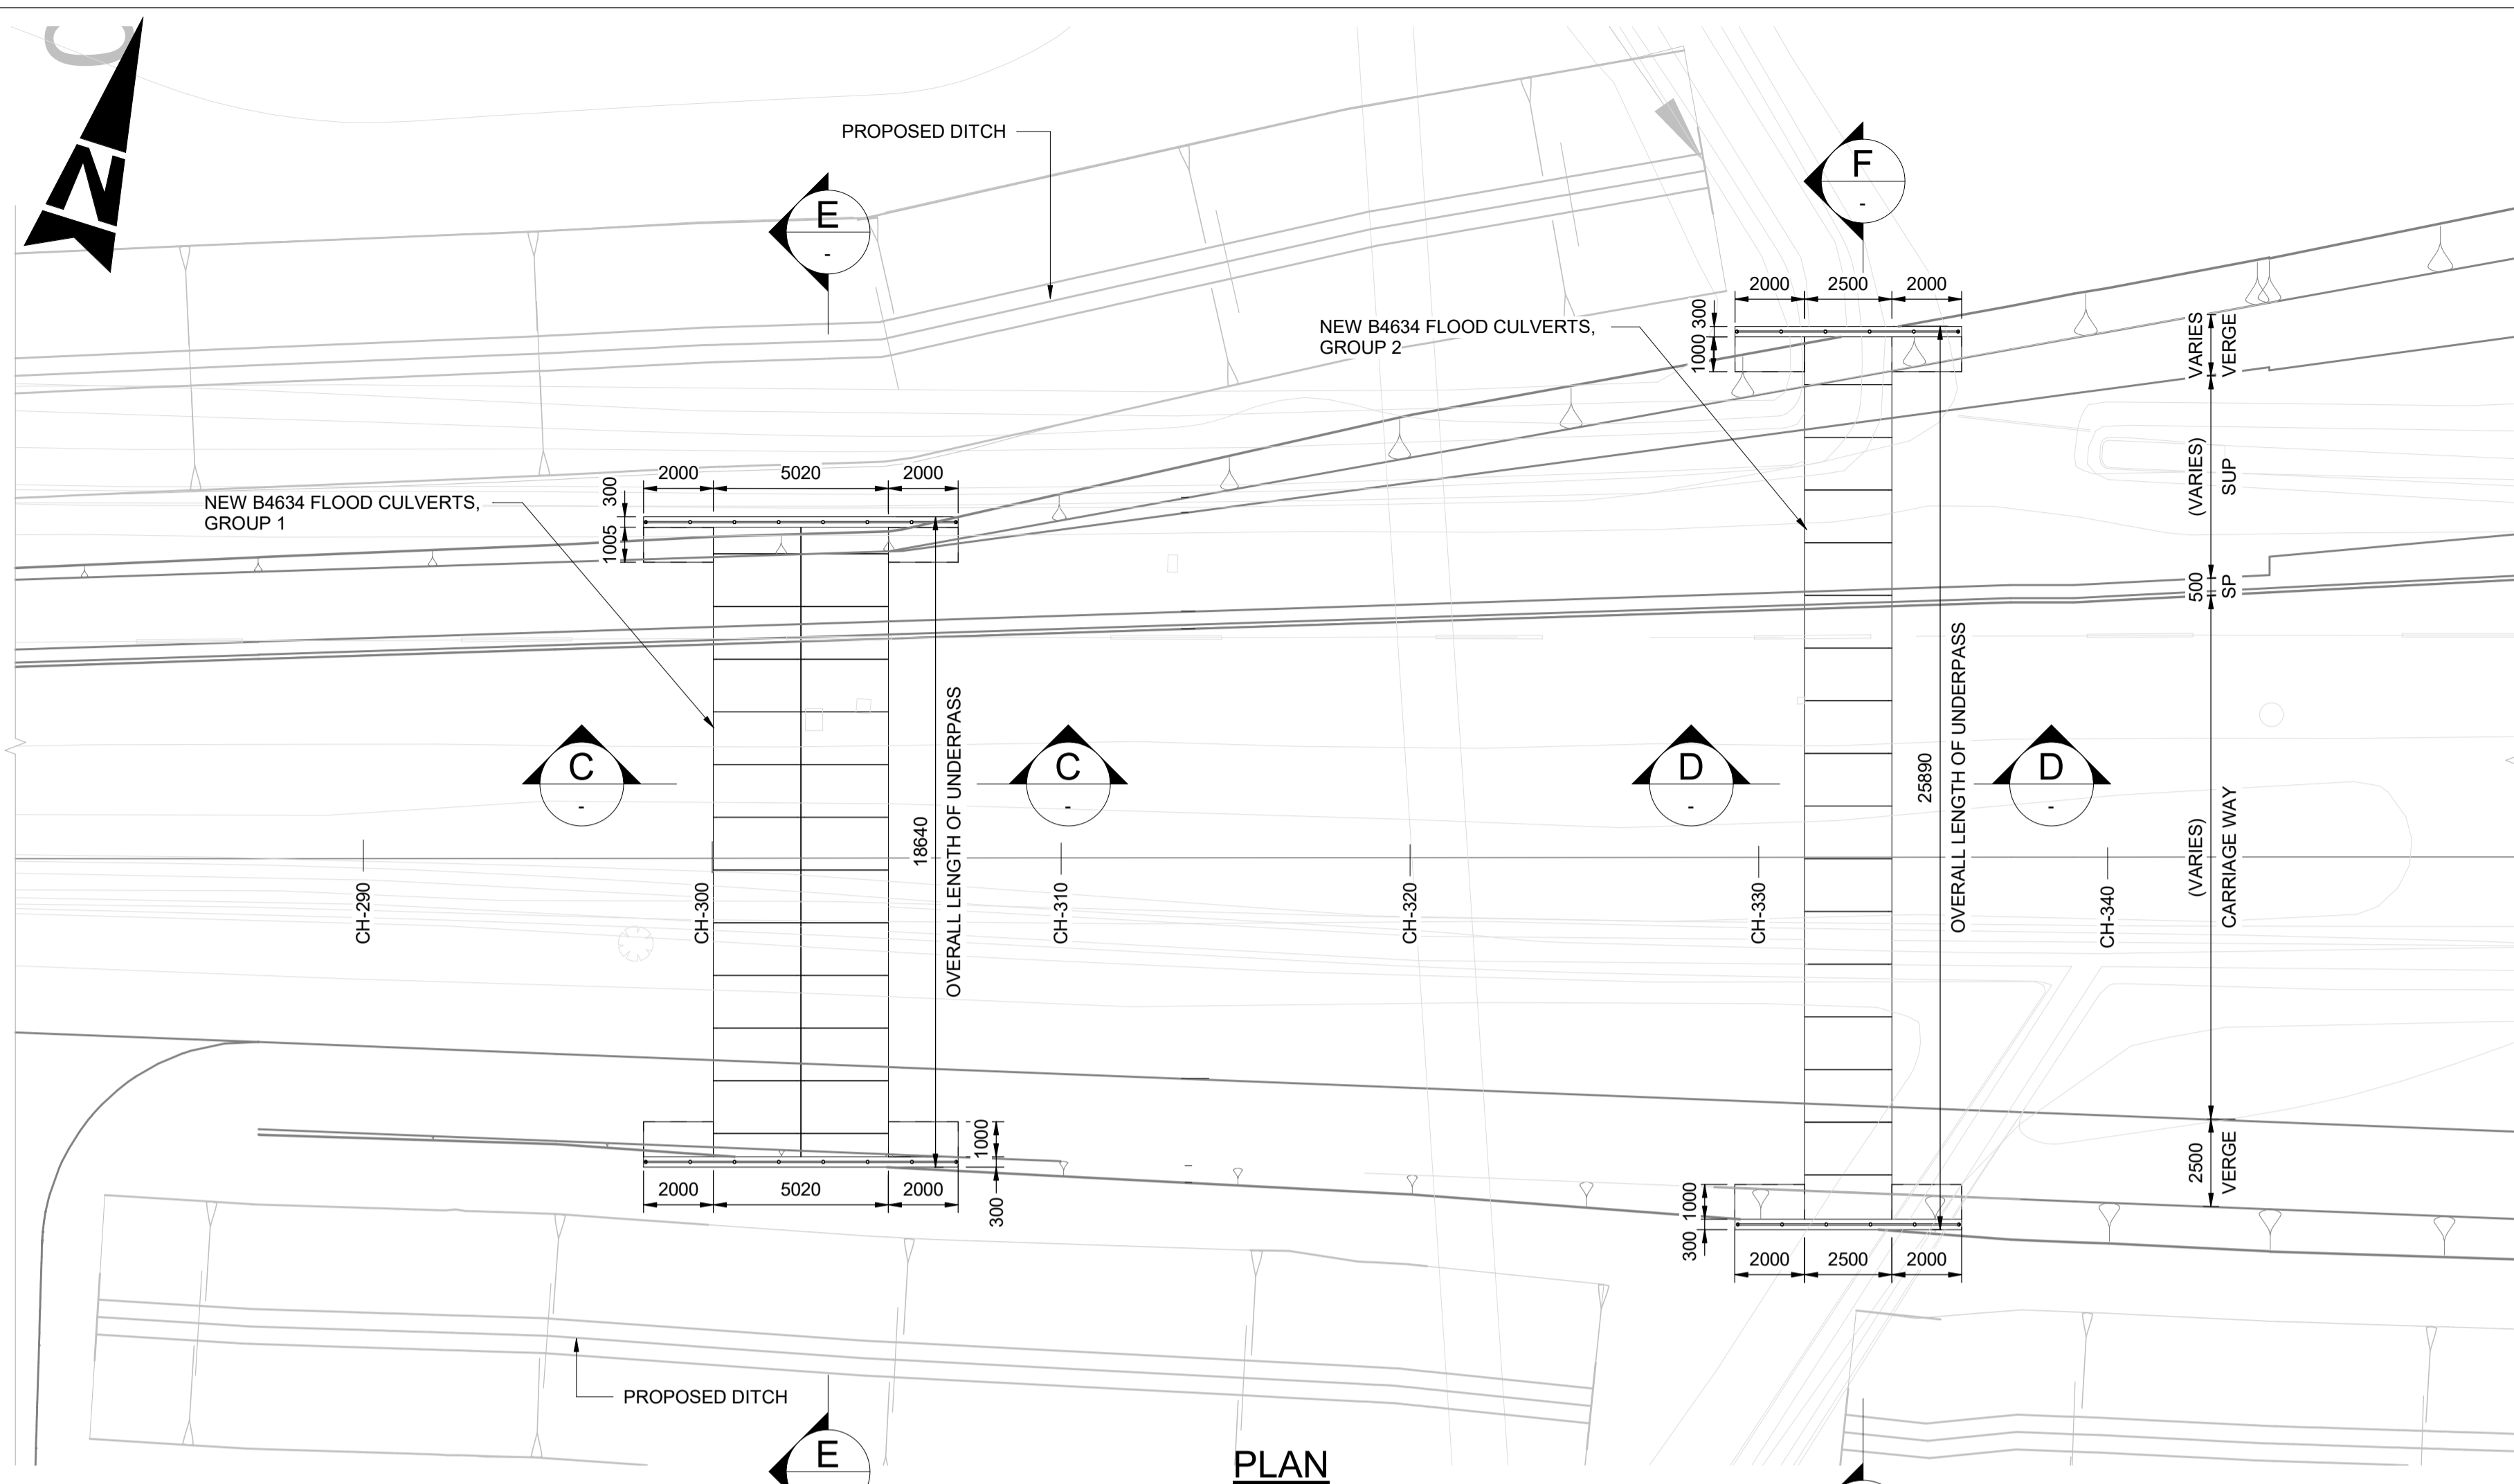 N
PROPOSED DITCH
E
-
F
-
2000
2500
2000
300
1000
NEW B4634 FLOOD CULVERTS,
GROUP 2
VARIES
VERGE
(VARIES)
SUP
500
SP
2000
5020
2000
300
1005
NEW B4634 FLOOD CULVERTS,
GROUP 1
C
-
C
-
D
-
D
-
18640
OVERALL LENGTH OF UNDERPASS
25890
OVERALL LENGTH OF UNDERPASS
(VARIES)
CARRIAGE WAY
CH-290
CH-300
CH-310
CH-320
CH-330
CH-340
1000
300
2000
5020
2000
1000
300
2000
2500
2000
2500
VERGE
PROPOSED DITCH
E
PLAN